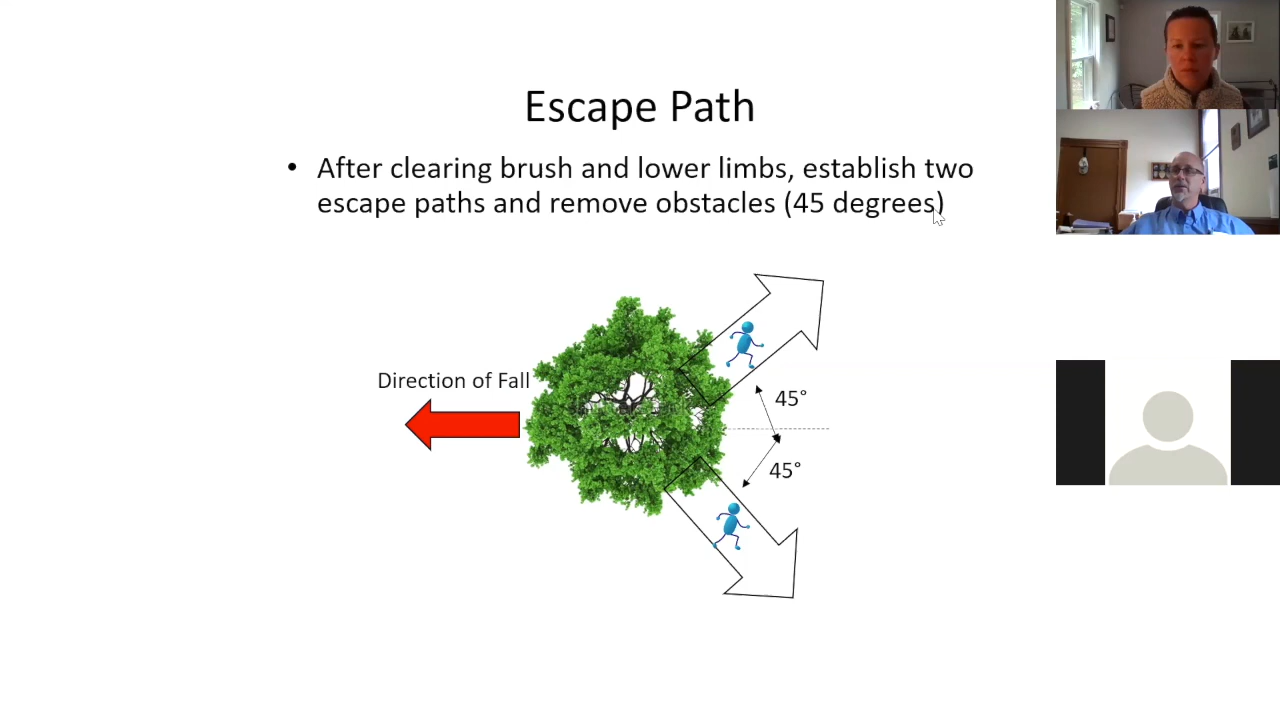 Escape Path
• After clearing brush and lower limbs, establish two
escape paths and remove obstacles (45 degrees)
Direction of Fall
45°
45°